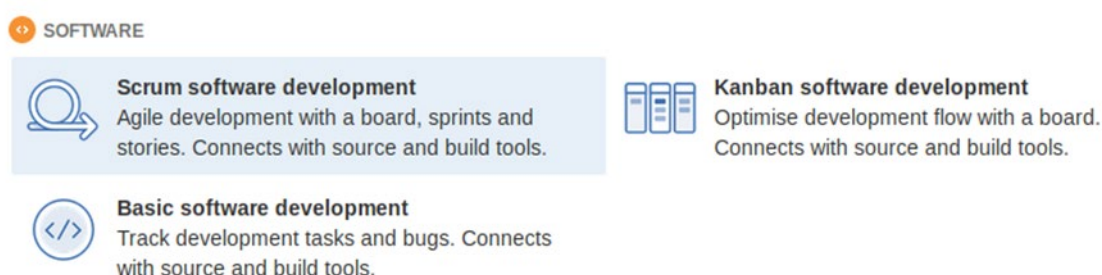 SOFTWARE
Scrum software development
Agile development with a board, sprints and
stories. Connects with source and build tools.
Kanban software development
Optimise development flow with a board.
Connects with source and build tools.
Basic software development
Track development tasks and bugs. Connects
with source and build tools.